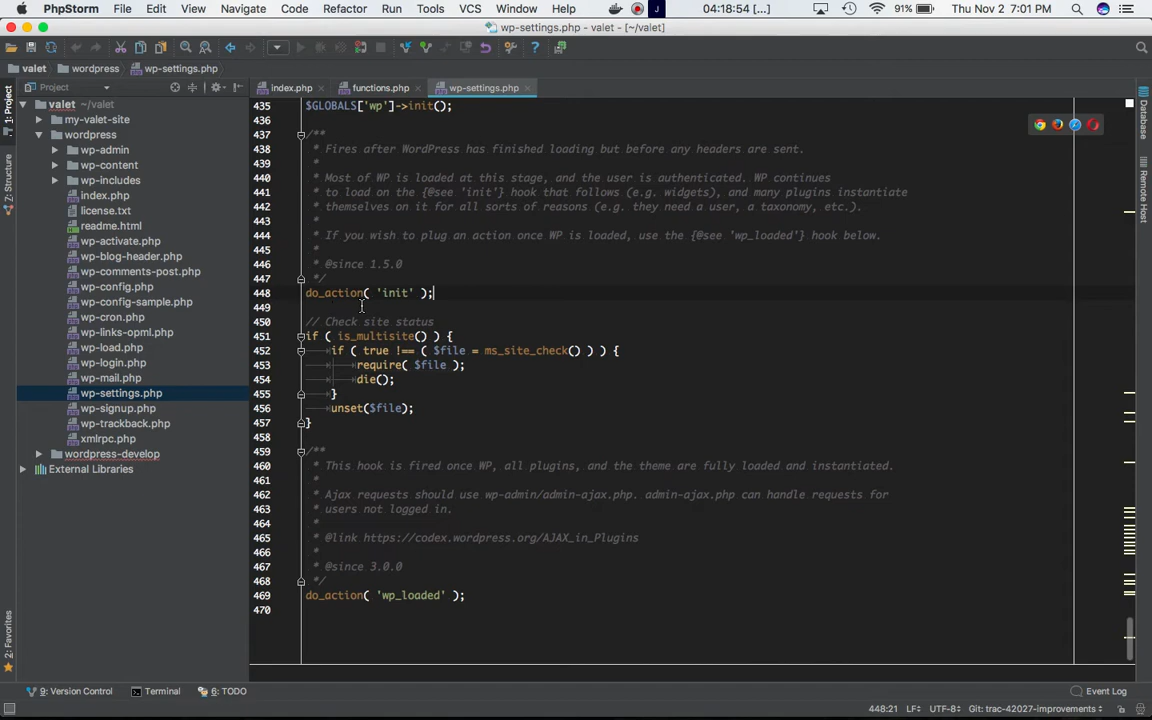 PhpStorm File Edit View Navigate Code Refactor Run Tools VCS Window Help J 04:18:54 [...] 91% Thu Nov 2 7:01 PM
wp-settings.php - valet - [~/valet]
valet wordpress wp-settings.php
Project
index.php functions.php wp-settings.php
1: Project
Z: Structure
2: Favorites
valet ~/valet
my-valet-site
wordpress
wp-admin
wp-content
wp-includes
index.php
license.txt
readme.html
wp-activate.php
wp-blog-header.php
wp-comments-post.php
wp-config.php
wp-config-sample.php
wp-cron.php
wp-links-opml.php
wp-load.php
wp-login.php
wp-mail.php
wp-settings.php
wp-signup.php
wp-trackback.php
xmlrpc.php
wordpress-develop
External Libraries
435 $GLOBALS['wp']->init();
436
437 /**
438 * Fires after WordPress has finished loading but before any headers are sent.
439 *
440 * Most of WP is loaded at this stage, and the user is authenticated. WP continues
441 * to load on the {@see 'init'} hook that follows (e.g. widgets), and many plugins instantiate
442 * themselves on it for all sorts of reasons (e.g. they need a user, a taxonomy, etc.).
443 *
444 * If you wish to plug an action once WP is loaded, use the {@see 'wp_loaded'} hook below.
445 *
446 * @since 1.5.0
447 */
448 do_action( 'init' );
449
450 // Check site status
451 if ( is_multisite() ) {
452 if ( true !== ( $file = ms_site_check() ) ) {
453 require( $file );
454 die();
455 }
456 unset($file);
457 }
458
459 /**
460 * This hook is fired once WP, all plugins, and the theme are fully loaded and instantiated.
461 *
462 * Ajax requests should use wp-admin/admin-ajax.php. admin-ajax.php can handle requests for
463 * users not logged in.
464 *
465 * @link https://codex.wordpress.org/AJAX_in_Plugins
466 *
467 * @since 3.0.0
468 */
469 do_action( 'wp_loaded' );
470
Database
Remote Host
9: Version Control Terminal 6: TODO Event Log
448:21 LF÷ UTF-8÷ Git: trac-42027-improvements÷